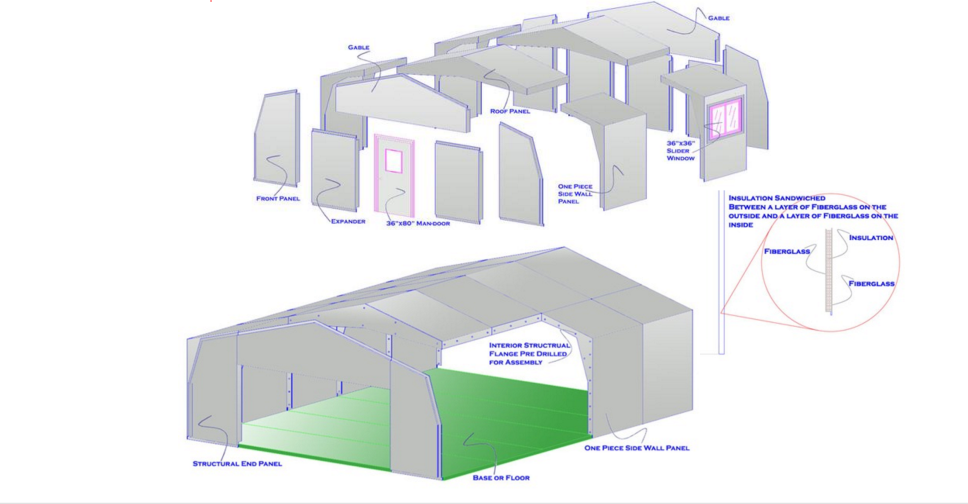 Gable
Gable
Roof Panel
36"x36"
Slider
Window
One Piece
Side Wall
Panel
Front Panel
Expander
36"x80" Man-door
Insulation Sandwiched
Between a layer of Fiberglass on the
outside and a layer of Fiberglass on the
inside
Insulation
Fiberglass
Fiberglass
Interior Structrual
Flange Pre Drilled
for Assembly
One Piece Side Wall Panel
Structural End Panel
Base or Floor